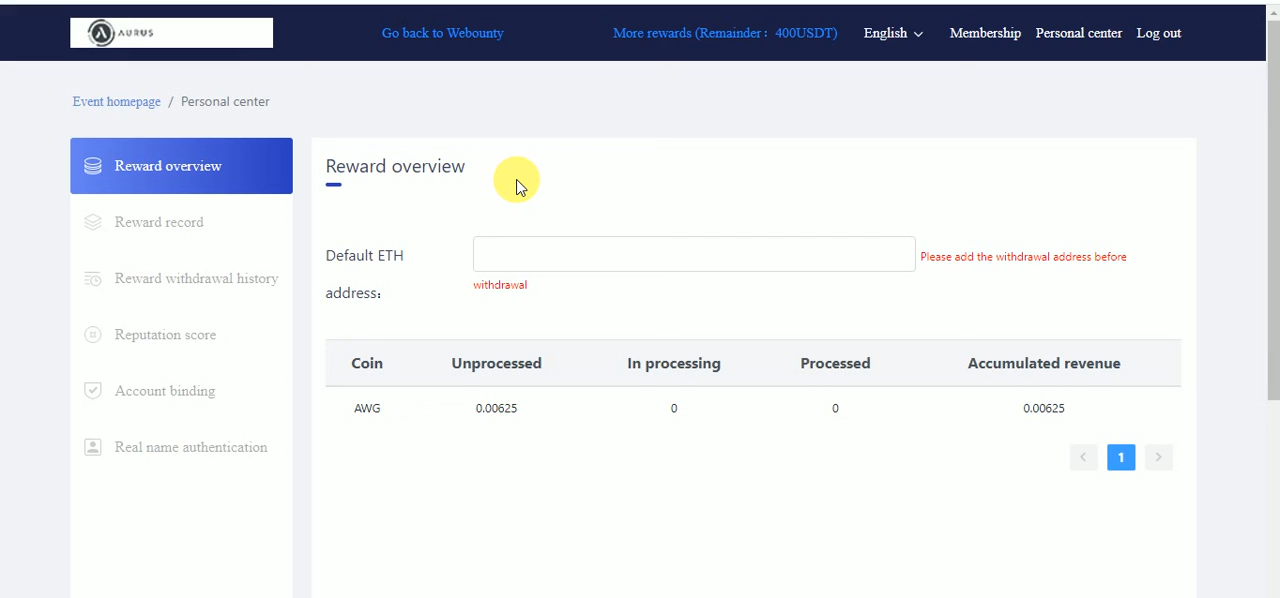 AURUS
Go back to Webounty
More rewards (Remainder： 400USDT)
English
Membership
Personal center
Log out
Event homepage / Personal center
Reward overview
Reward record
Reward withdrawal history
Reputation score
Account binding
Real name authentication
Reward overview
Default ETH
address：
Please add the withdrawal address before
withdrawal
Coin Unprocessed In processing Processed Accumulated revenue
AWG 0.00625 0 0 0.00625
1